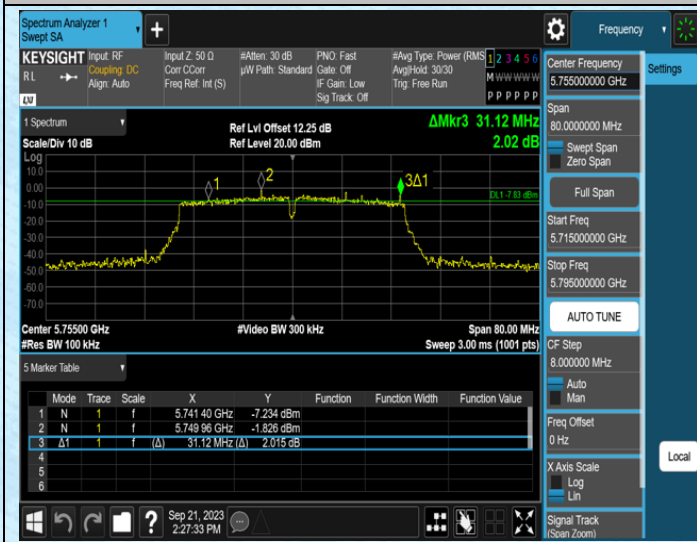 Spectrum Analyzer 1
Swept SA
+
Frequency
KEYSIGHT
RL
LXI
Input: RF
Coupling: DC
Align: Auto
Input Z: 50 Ω
Corr CCorr
Freq Ref: Int (S)
#Atten: 30 dB
µW Path: Standard
PNO: Fast
Gate: Off
IF Gain: Low
Sig Track: Off
#Avg Type: Power (RMS
Avg|Hold: 30/30
Trig: Free Run
1 2 3 4 5 6
M W W W W W
P P P P P P
1 Spectrum
Scale/Div 10 dB
Ref Lvl Offset 12.25 dB
Ref Level 20.00 dBm
ΔMkr3 31.12 MHz
2.02 dB
Log
10.0
0.00
-10.0
-20.0
-30.0
-40.0
-50.0
-60.0
-70.0
1
2
3Δ1
DL1 -7.83 dBm
Center 5.75500 GHz
#Res BW 100 kHz
#Video BW 300 kHz
Span 80.00 MHz
Sweep 3.00 ms (1001 pts)
5 Marker Table
Mode Trace Scale X Y Function Function Width Function Value
1 N 1 f 5.741 40 GHz -7.234 dBm
2 N 1 f 5.749 96 GHz -1.826 dBm
3 Δ1 1 f (Δ) 31.12 MHz (Δ) 2.015 dB
4
5
6
?
Sep 21, 2023
2:27:33 PM
Center Frequency
5.755000000 GHz
Span
80.0000000 MHz
Swept Span
Zero Span
Full Span
Start Freq
5.715000000 GHz
Stop Freq
5.795000000 GHz
AUTO TUNE
CF Step
8.000000 MHz
Auto
Man
Freq Offset
0 Hz
X Axis Scale
Log
Lin
Signal Track
(Span Zoom)
Settings
Local